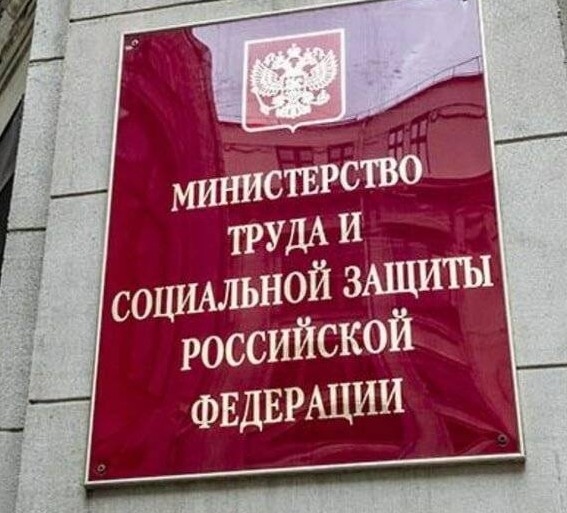 МИНИСТЕРСТВО
ТРУДА И
СОЦИАЛЬНОЙ ЗАЩИТЫ
РОССИЙСКОЙ
ФЕДЕРАЦИИ